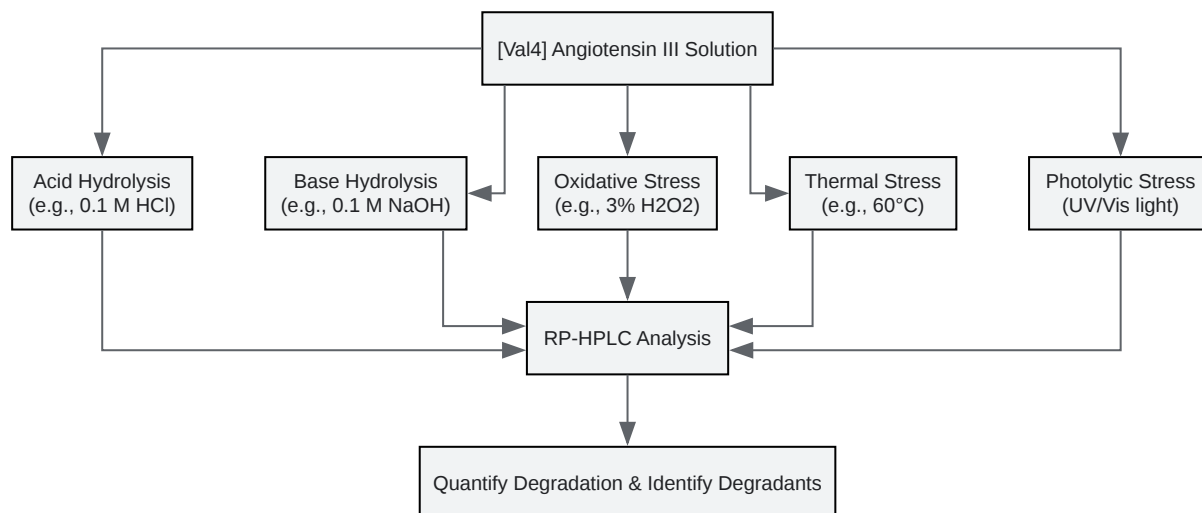 [Val4] Angiotensin III Solution
Acid Hydrolysis
(e.g., 0.1 M HCl)
Base Hydrolysis
(e.g., 0.1 M NaOH)
Oxidative Stress
(e.g., 3% H2O2)
Thermal Stress
(e.g., 60°C)
Photolytic Stress
(UV/Vis light)
RP-HPLC Analysis
Quantify Degradation & Identify Degradants